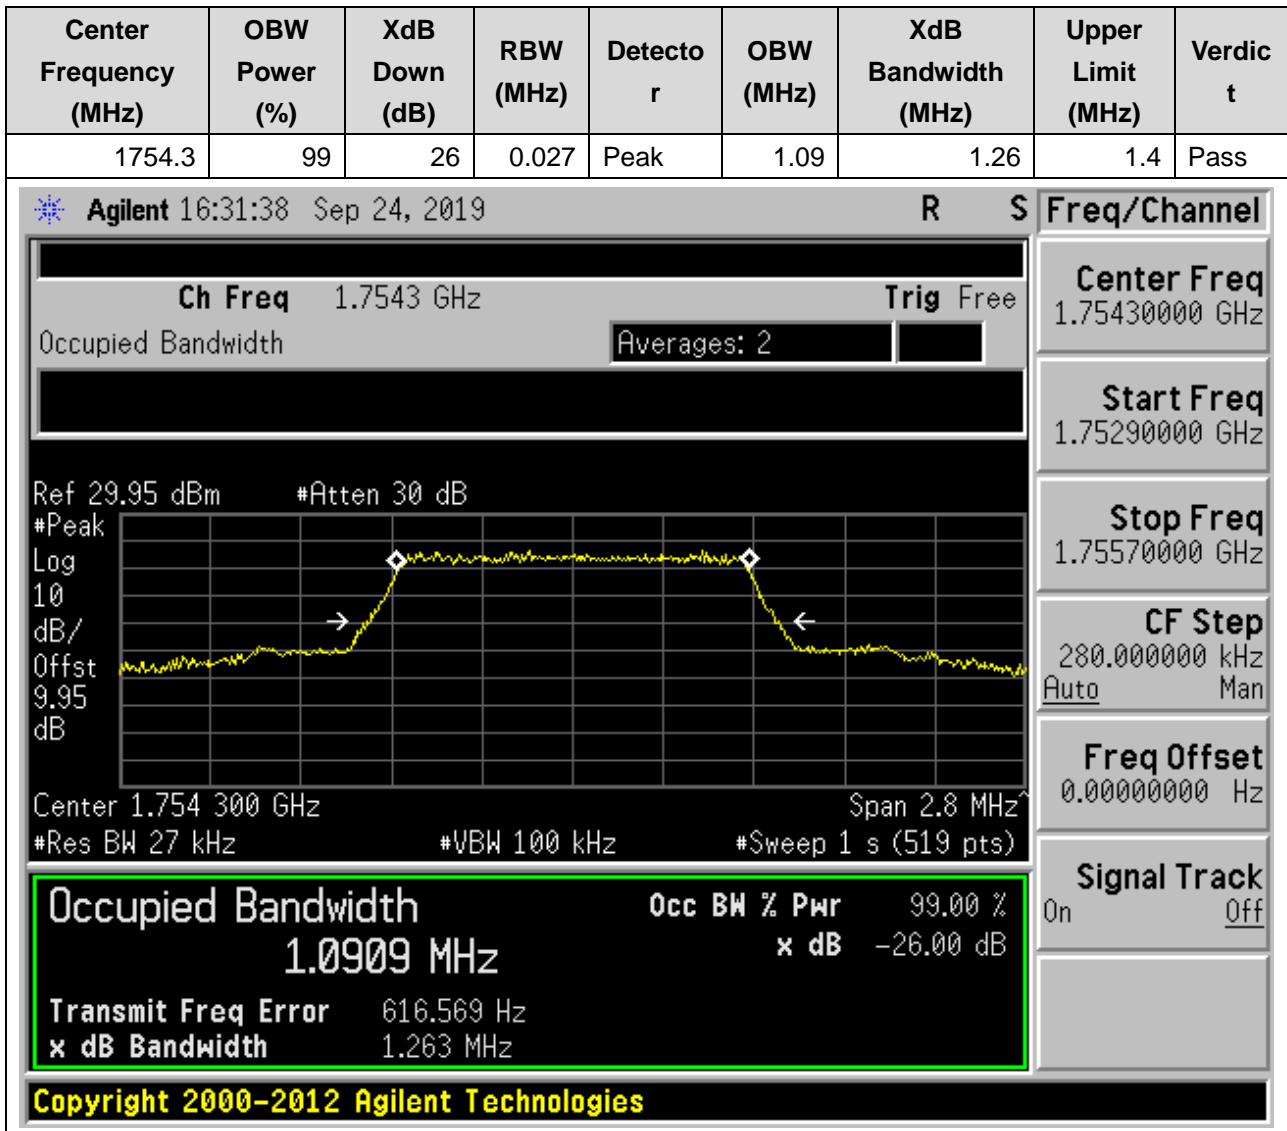 Center Frequency (MHz) OBW Power (%) XdB Down (dB) RBW (MHz) Detecto r OBW (MHz) XdB Bandwidth (MHz) Upper Limit (MHz) Verdic t
1754.3 99 26 0.027 Peak 1.09 1.26 1.4 Pass
Agilent 16:31:38 Sep 24, 2019 R S Freq/Channel
Ch Freq 1.7543 GHz Trig Free
Occupied Bandwidth Averages: 2
Center Freq
1.75430000 GHz
Start Freq
1.75290000 GHz
Stop Freq
1.75570000 GHz
CF Step
280.000000 kHz
Auto Man
Freq Offset
0.00000000 Hz
Signal Track
On Off
Ref 29.95 dBm #Atten 30 dB
#Peak
Log
10
dB/
Offst
9.95
dB
Center 1.754 300 GHz Span 2.8 MHz^
#Res BW 27 kHz #VBW 100 kHz #Sweep 1 s (519 pts)
Occupied Bandwidth Occ BW % Pwr 99.00 %
1.0909 MHz x dB -26.00 dB
Transmit Freq Error 616.569 Hz
x dB Bandwidth 1.263 MHz
Copyright 2000-2012 Agilent Technologies